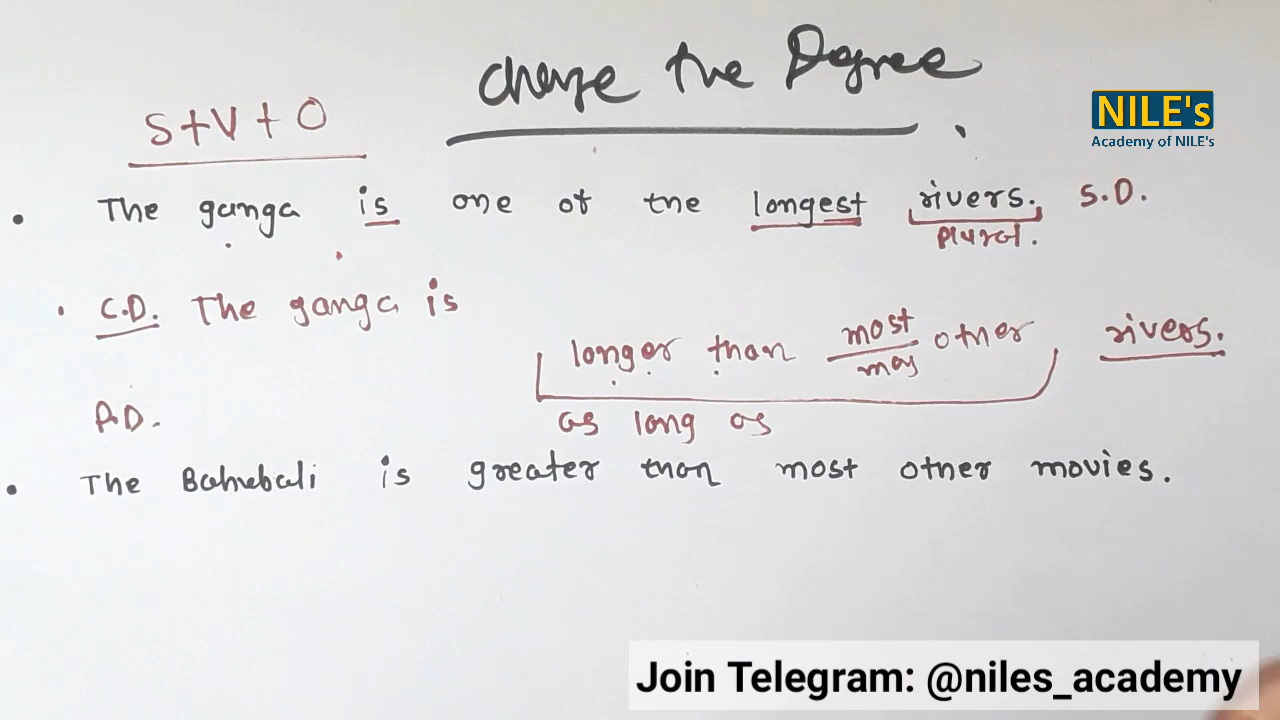 Change the Degree.
NILE's
Academy of NILE's
S+V+O
• The ganga is one of the longest rivers. S.D.
plural.
• C.D. The ganga is
longer than most other rivers.
P.D.
as long as
• The Bahubali is greater than most other movies.
Join Telegram: @niles_academy